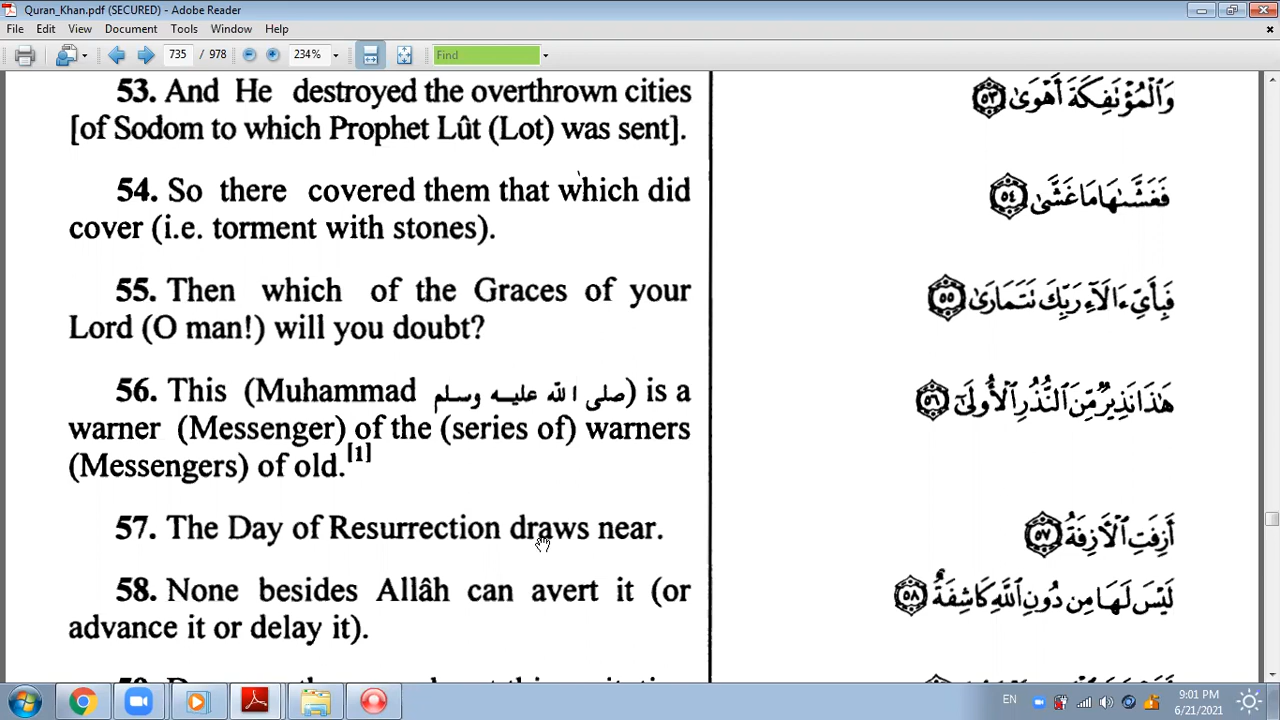 Quran_Khan.pdf (SECURED) - Adobe Reader
File Edit View Document Tools Window Help
735 / 978 234% Find
53. And He destroyed the overthrown cities
[of Sodom to which Prophet Lût (Lot) was sent].
وَٱلْمُؤْتَفِكَةَ أَهْوَىٰ ٥٣
54. So there covered them that which did
cover (i.e. torment with stones).
فَغَشَّىٰهَا مَا غَشَّىٰ ٥٤
55. Then which of the Graces of your
Lord (O man!) will you doubt?
فَبِأَيِّ ءَالَآءِ رَبِّكَ تَتَمَارَىٰ ٥٥
56. This (Muhammad صلى الله عليه وسلم) is a
warner (Messenger) of the (series of) warners
(Messengers) of old.[1]
هَٰذَا نَذِيرٌ مِّنَ ٱلنُّذُرِ ٱلْأُولَىٰٓ ٥٦
57. The Day of Resurrection draws near.
أَزِفَتِ ٱلْأَزِفَةُ ٥٧
58. None besides Allâh can avert it (or
advance it or delay it).
لَيْسَ لَهَا مِن دُونِ ٱللَّهِ كَاشِفَةٌ ٥٨
EN 9:01 PM
6/21/2021